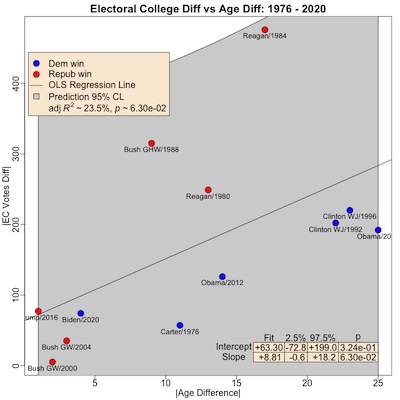 Electoral College Diff vs Age Diff: 1976 - 2020
Dem win
Repub win
OLS Regression Line
Prediction 95% CL
adj R² ~ 23.5%, p ~ 6.30e-02
Reagan/1984
Bush GHW/1988
Reagan/1980
Clinton WJ/1996
Clinton WJ/1992
Obama/20
Obama/2012
ump/2016
Biden/2020
Carter/1976
Bush GW/2004
Bush GW/2000
Fit 2.5% 97.5% p
Intercept +63.30 -72.8 +199.0 3.24e-01
Slope +8.81 -0.6 +18.2 6.30e-02
|EC Votes Diff|
0 100 200 300 400
5 10 15 20 25
|Age Difference|